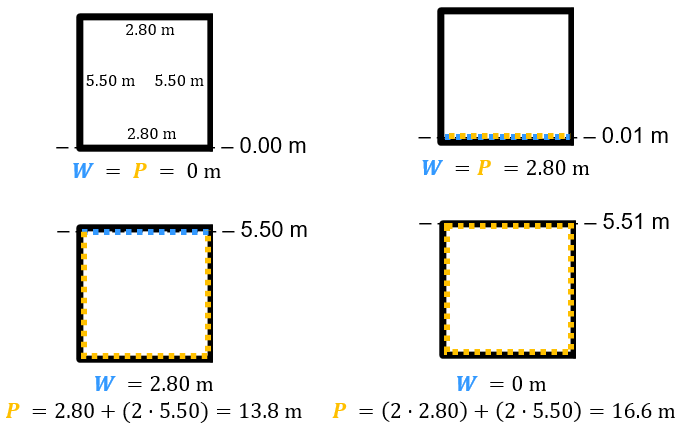 2.80 m
5.50 m 5.50 m
2.80 m
– – 0.00 m
W = P = 0 m
– – 0.01 m
W = P = 2.80 m
– – 5.50 m
W = 2.80 m
P = 2.80 + (2 · 5.50) = 13.8 m
– – 5.51 m
W = 0 m
P = (2 · 2.80) + (2 · 5.50) = 16.6 m